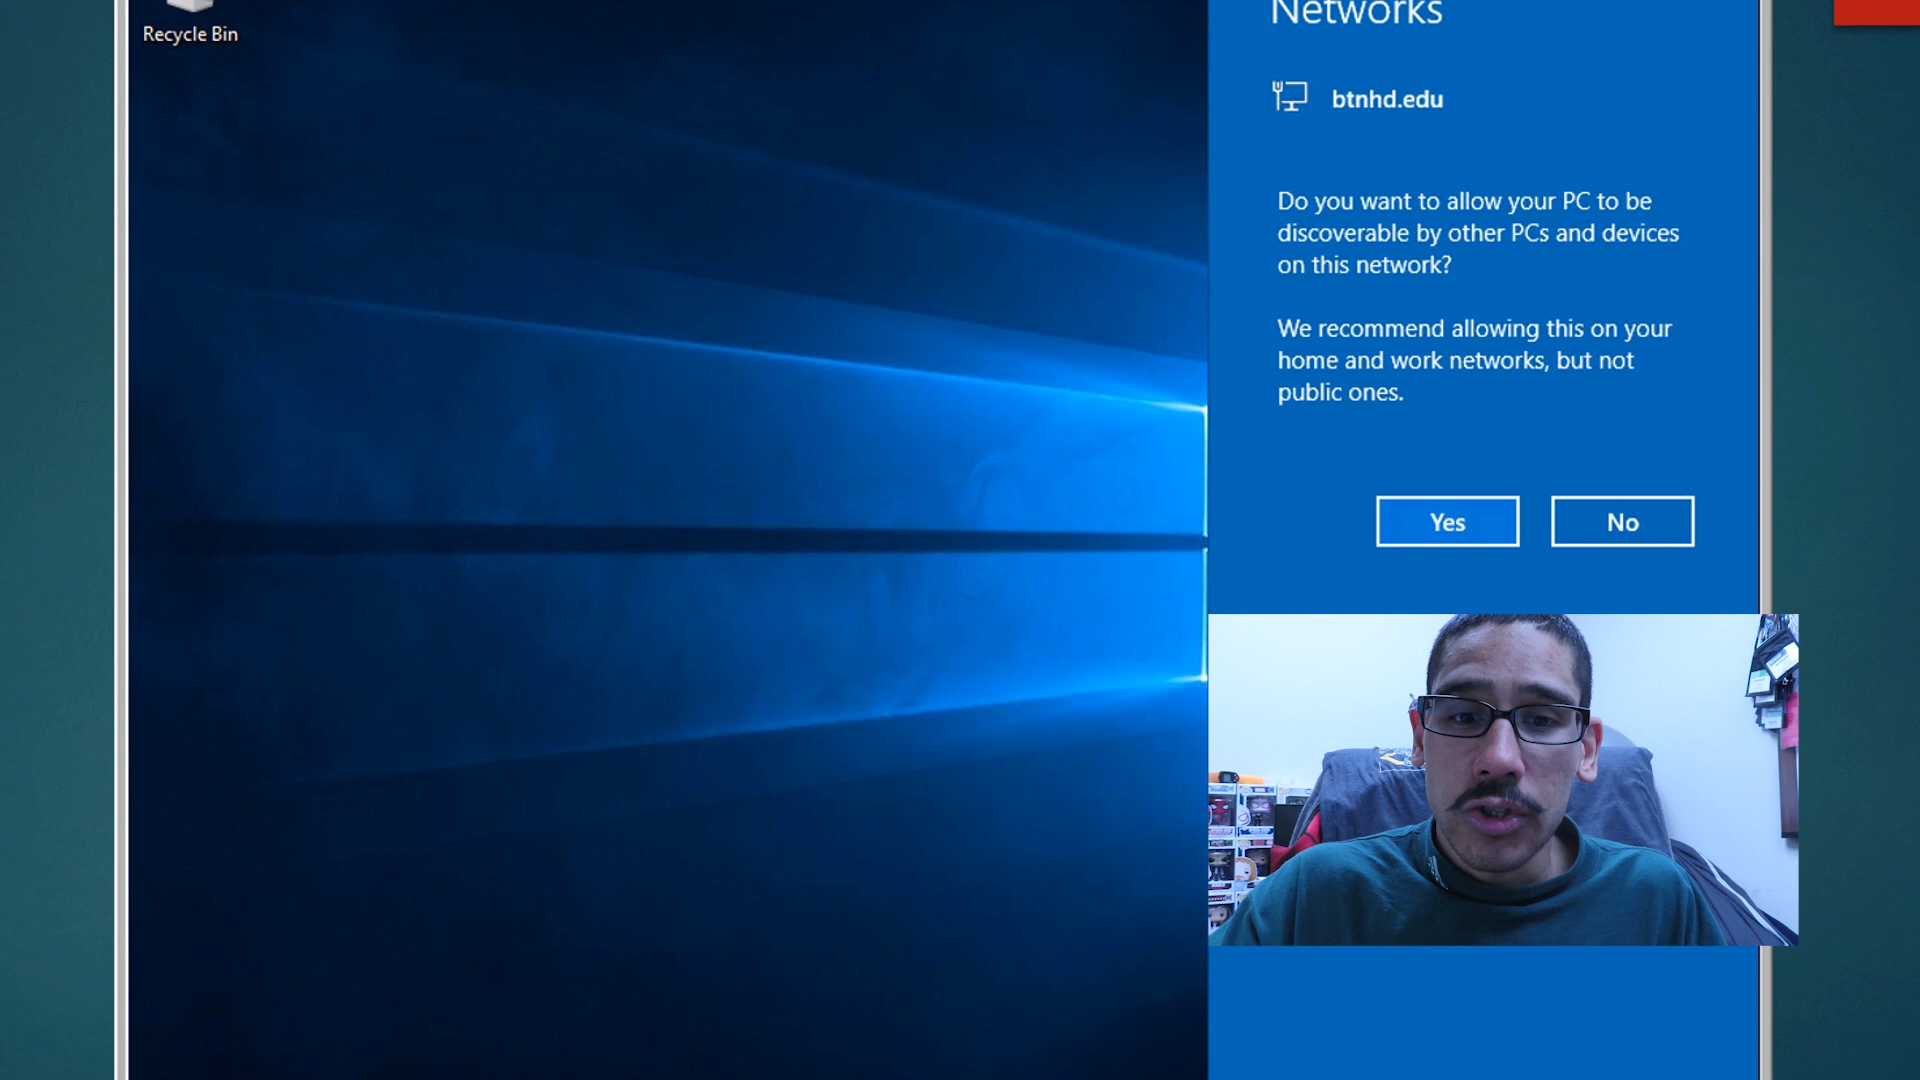 Recycle Bin
Networks
btnhd.edu
Do you want to allow your PC to be
discoverable by other PCs and devices
on this network?
We recommend allowing this on your
home and work networks, but not
public ones.
Yes
No